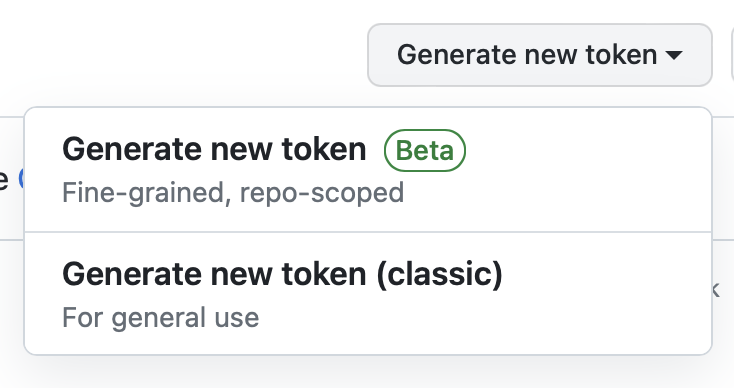 Generate new token
Generate new token Beta
e
Fine-grained, repo-scoped
Generate new token (classic)
k
For general use